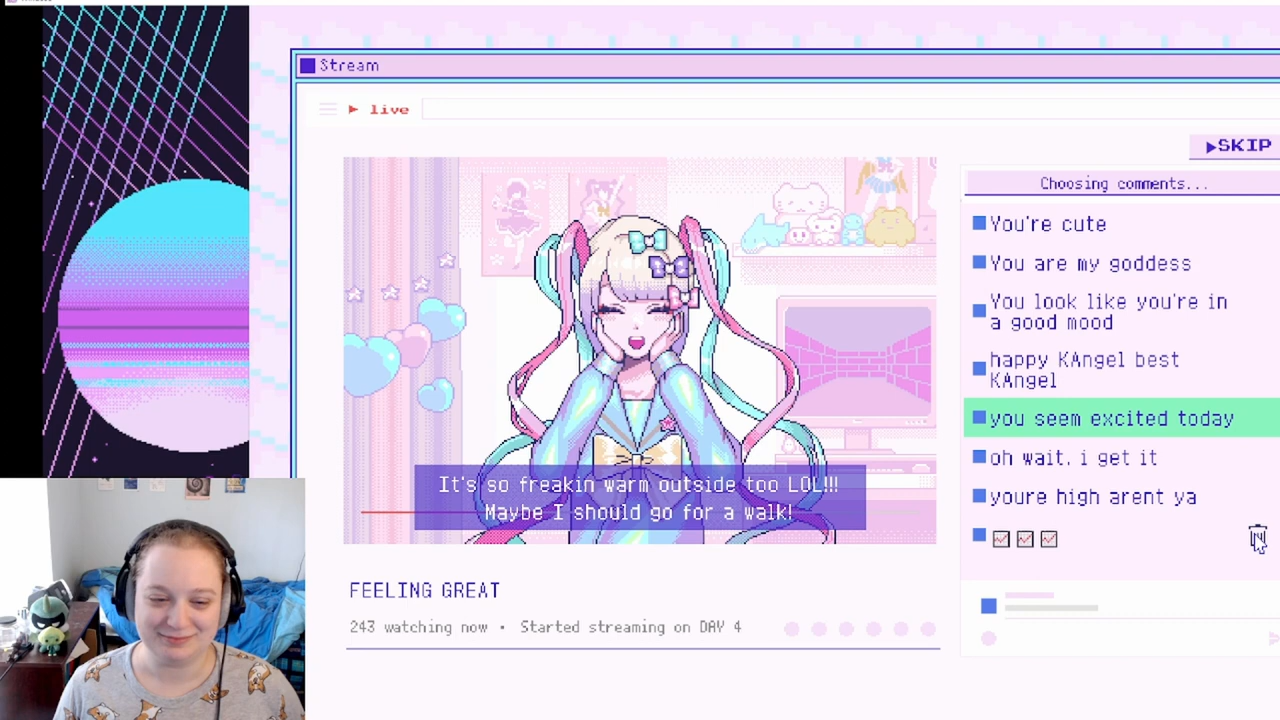 Stream
live
SKIP
Choosing comments...
You're cute
You are my goddess
You look like you're in
a good mood
happy KAngel best
KAngel
you seem excited today
oh wait. i get it
youre high arent ya
It's so freakin warm outside too LOL!!!
Maybe I should go for a walk!
FEELING GREAT
243 watching now • Started streaming on DAY 4